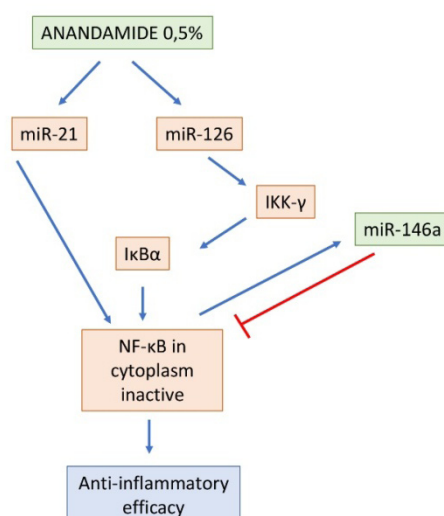 ANANDAMIDE 0,5%
miR-21
miR-126
IKK-γ
miR-146a
IκBα
NF-κB in
cytoplasm
inactive
Anti-inflammatory
efficacy